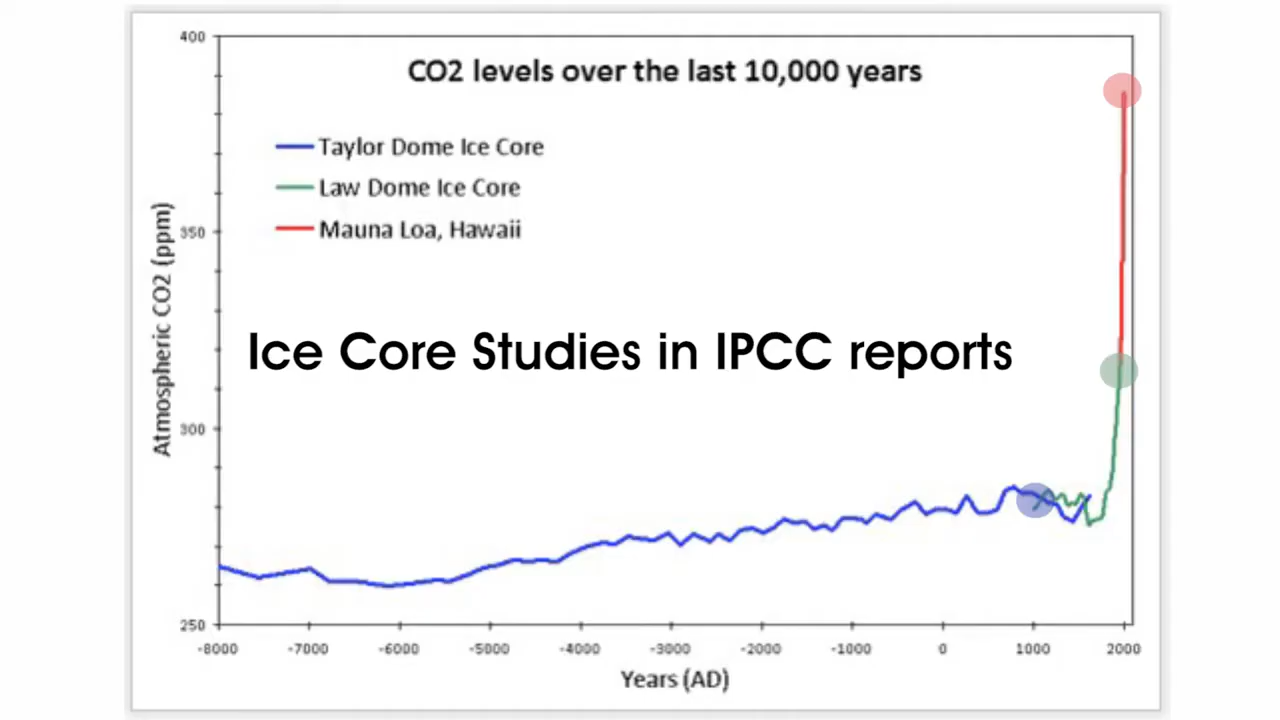 CO2 levels over the last 10,000 years
Taylor Dome Ice Core
Law Dome Ice Core
Mauna Loa, Hawaii
Ice Core Studies in IPCC reports
Atmospheric CO2 (ppm)
400
350
300
250
-8000 -7000 -6000 -5000 -4000 -3000 -2000 -1000 0 1000 2000
Years (AD)